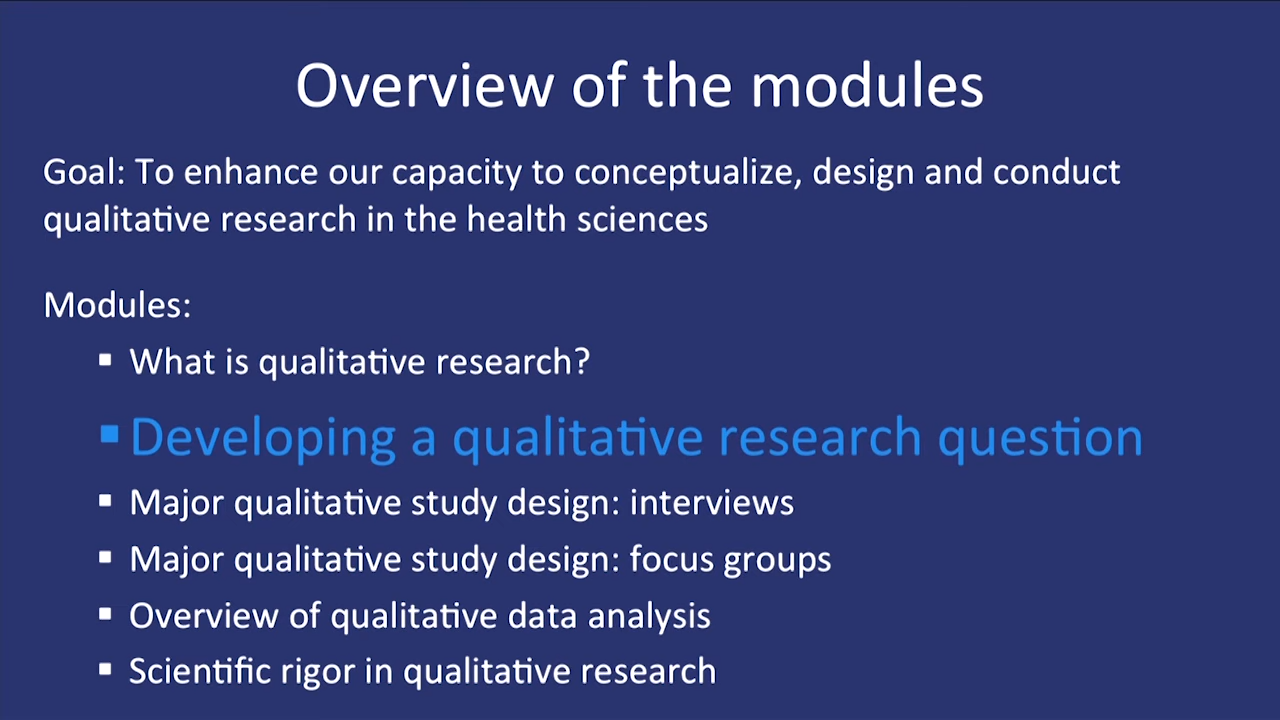 Overview of the modules
Goal: To enhance our capacity to conceptualize, design and conduct
qualitative research in the health sciences
Modules:
▪ What is qualitative research?
▪ Developing a qualitative research question
▪ Major qualitative study design: interviews
▪ Major qualitative study design: focus groups
▪ Overview of qualitative data analysis
▪ Scientific rigor in qualitative research